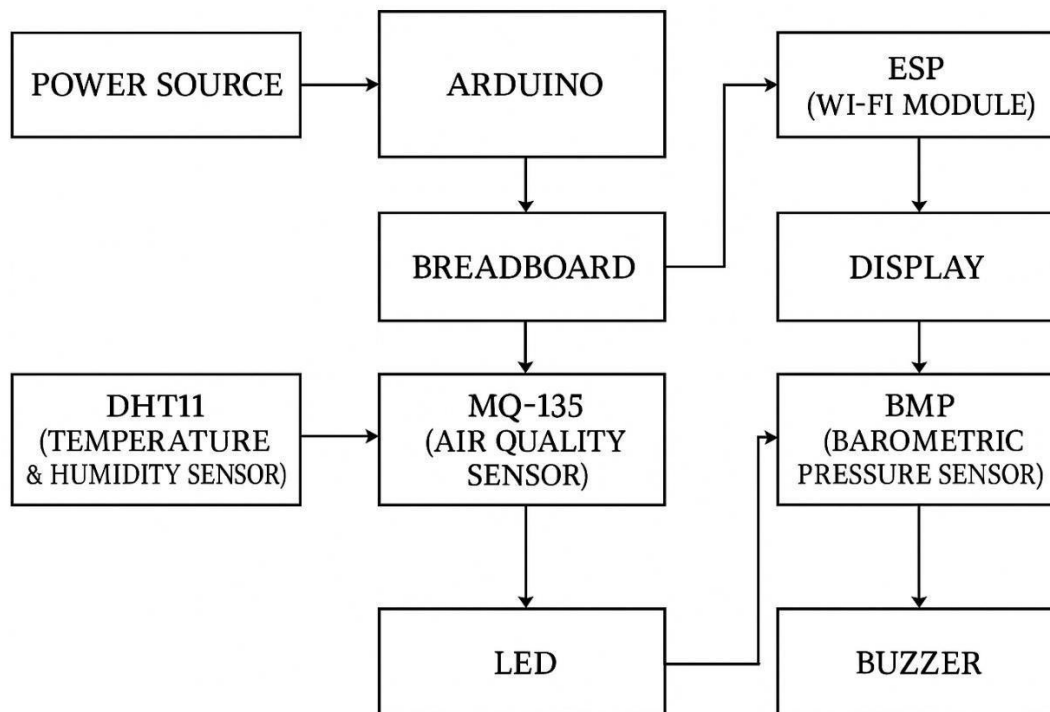 POWER SOURCE
ARDUINO
ESP
(WI-FI MODULE)
BREADBOARD
DISPLAY
DHT11
(TEMPERATURE
& HUMIDITY SENSOR)
MQ-135
(AIR QUALITY
SENSOR)
BMP
(BAROMETRIC
PRESSURE SENSOR)
LED
BUZZER